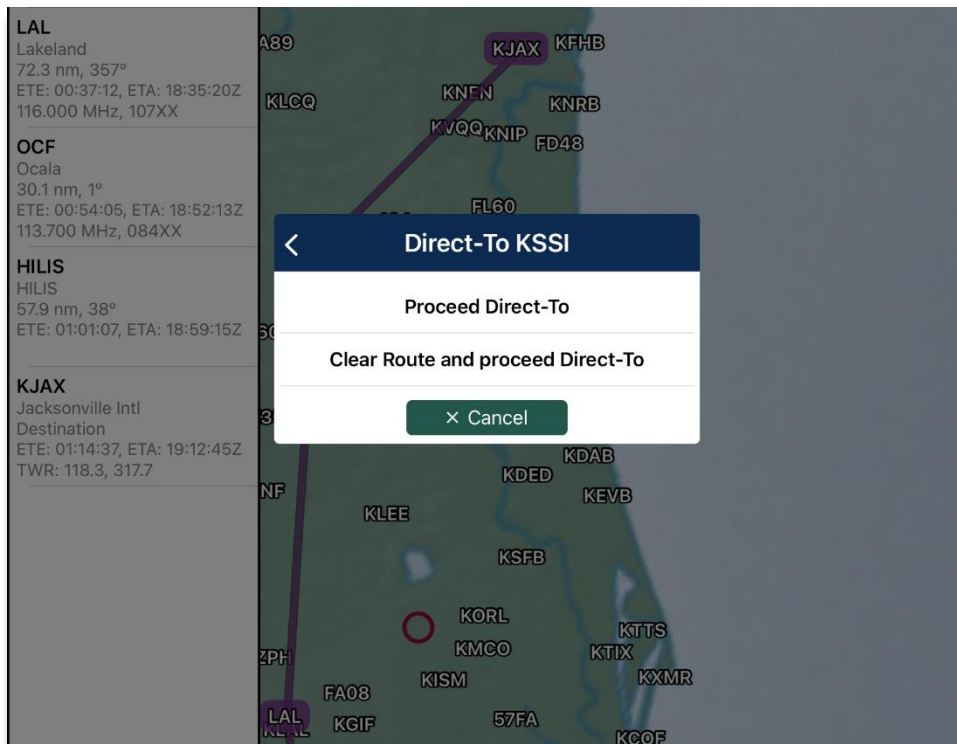 LAL
Lakeland
72.3 nm, 357°
ETE: 00:37:12, ETA: 18:35:20Z
116.000 MHz, 107XX
OCF
Ocala
30.1 nm, 1°
ETE: 00:54:05, ETA: 18:52:13Z
113.700 MHz, 084XX
HILIS
HILIS
57.9 nm, 38°
ETE: 01:01:07, ETA: 18:59:15Z
KJAX
Jacksonville Intl
Destination
ETE: 01:14:37, ETA: 19:12:45Z
TWR: 118.3, 317.7
A89
KJAX
KFHB
KLCQ
KNEN
KNRB
KVQQ
KNIP
FD48
FL60
Direct-To KSSI
Proceed Direct-To
Clear Route and proceed Direct-To
× Cancel
60
KDAB
KDED
NF
KEVB
KLEE
KSFB
KORL
KTTS
ZPH
KMCO
KTIX
KISM
KXMR
FA08
LAL
KLAL
KGIF
57FA
KCOF